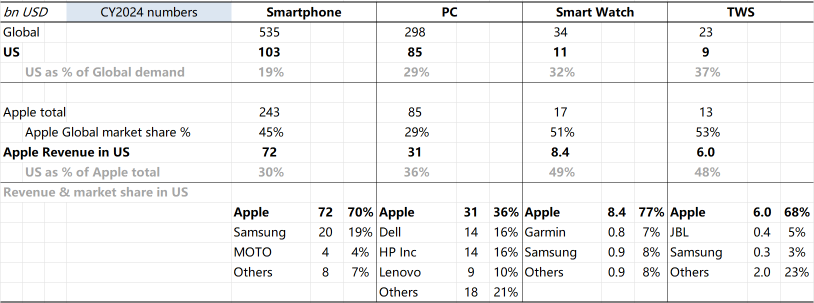 bn USD CY2024 numbers Smartphone PC Smart Watch TWS
Global 535 298 34 23
US 103 85 11 9
US as % of Global demand 19% 29% 32% 37%
Apple total 243 85 17 13
Apple Global market share % 45% 29% 51% 53%
Apple Revenue in US 72 31 8.4 6.0
US as % of Apple total 30% 36% 49% 48%
Revenue & market share in US
Apple 72 70% Apple 31 36% Apple 8.4 77% Apple 6.0 68%
Samsung 20 19% Dell 14 16% Garmin 0.8 7% JBL 0.4 5%
MOTO 4 4% HP Inc 14 16% Samsung 0.9 8% Samsung 0.3 3%
Others 8 7% Lenovo 9 10% Others 0.9 8% Others 2.0 23%
Others 18 21%